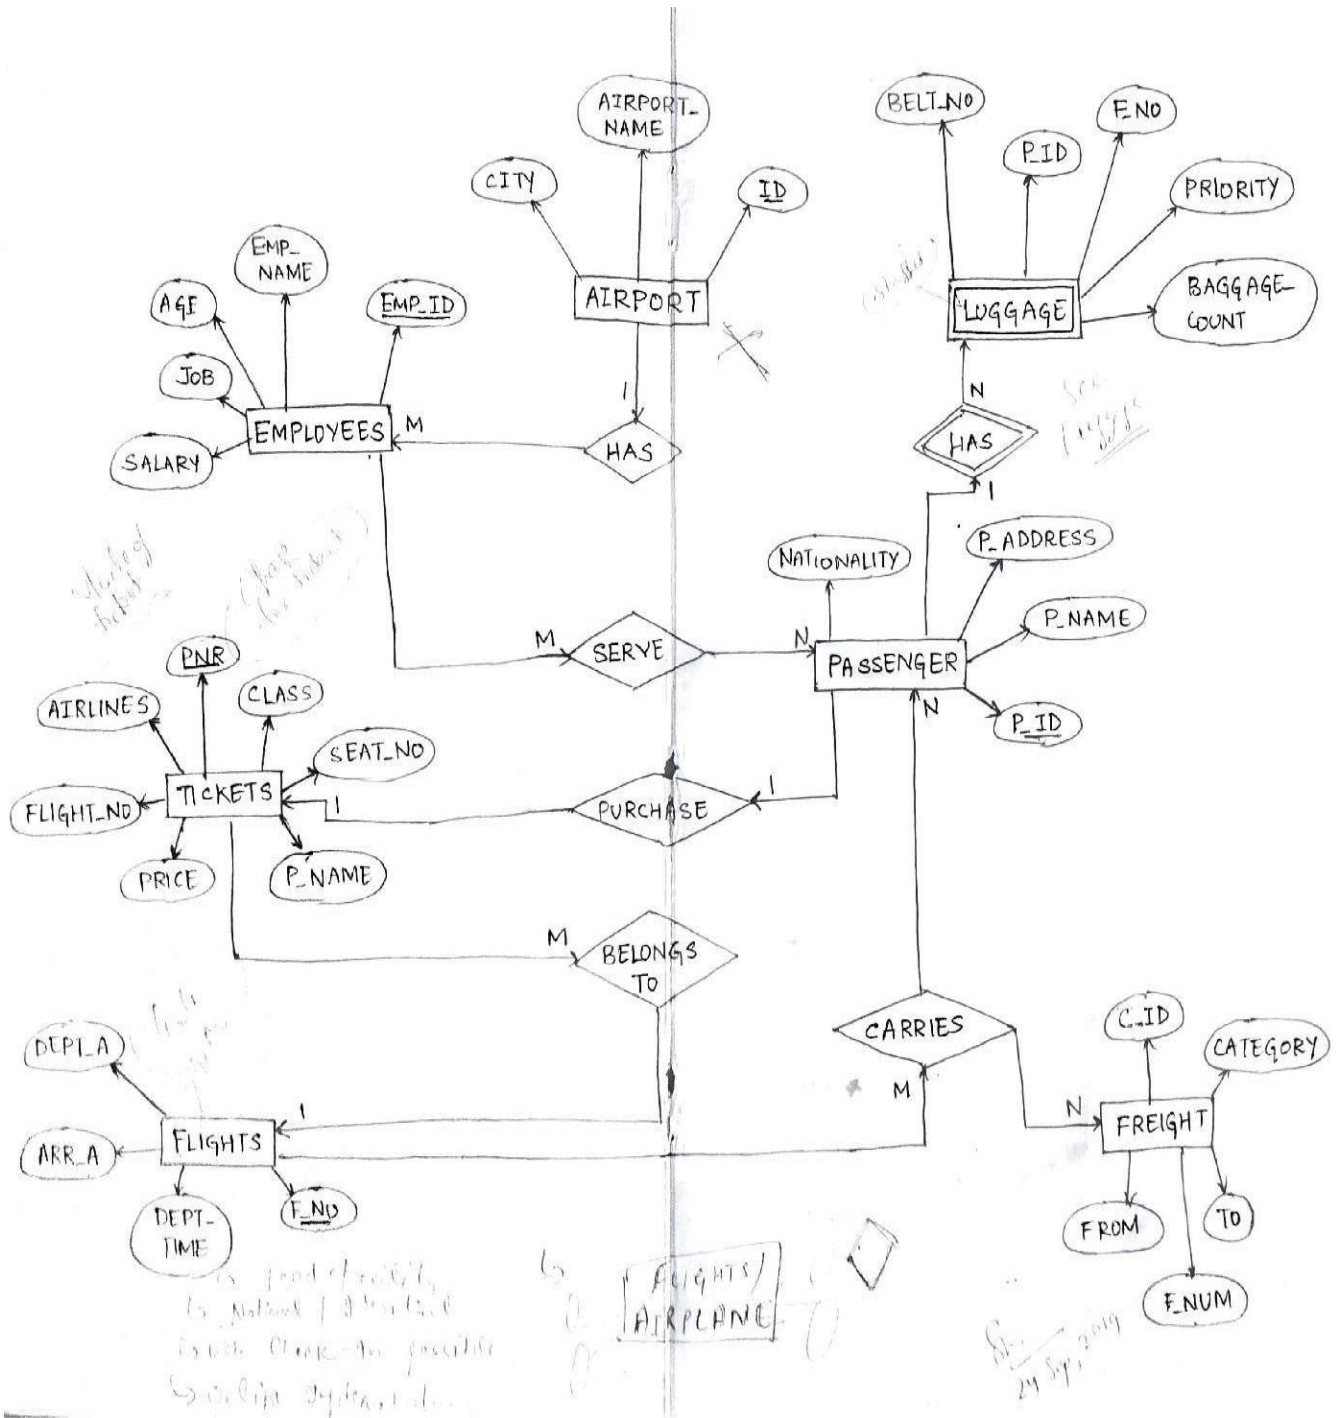 AIRPORT_
NAME
CITY
ID
AIRPORT
BELT_NO
P_ID
F_NO
PRIORITY
BAGGAGE_
COUNT
LUGGAGE
EMP_
NAME
AGE
EMP_ID
JOB
SALARY
EMPLOYEES
M
1
HAS
N
HAS
1
NATIONALITY
P_ADDRESS
P_NAME
P_ID
PASSENGER
M
SERVE
N
N
PNR
AIRLINES
CLASS
SEAT_NO
TICKETS
FLIGHT_NO
PRICE
P_NAME
1
PURCHASE
1
M
BELONGS
TO
1
CARRIES
M
N
DEPT_A
ARR_A
FLIGHTS
DEPT_
TIME
F_NO
C_ID
CATEGORY
FREIGHT
FROM
TO
F_NUM
FLIGHTS/
AIRPLANE
24 Sep, 2019